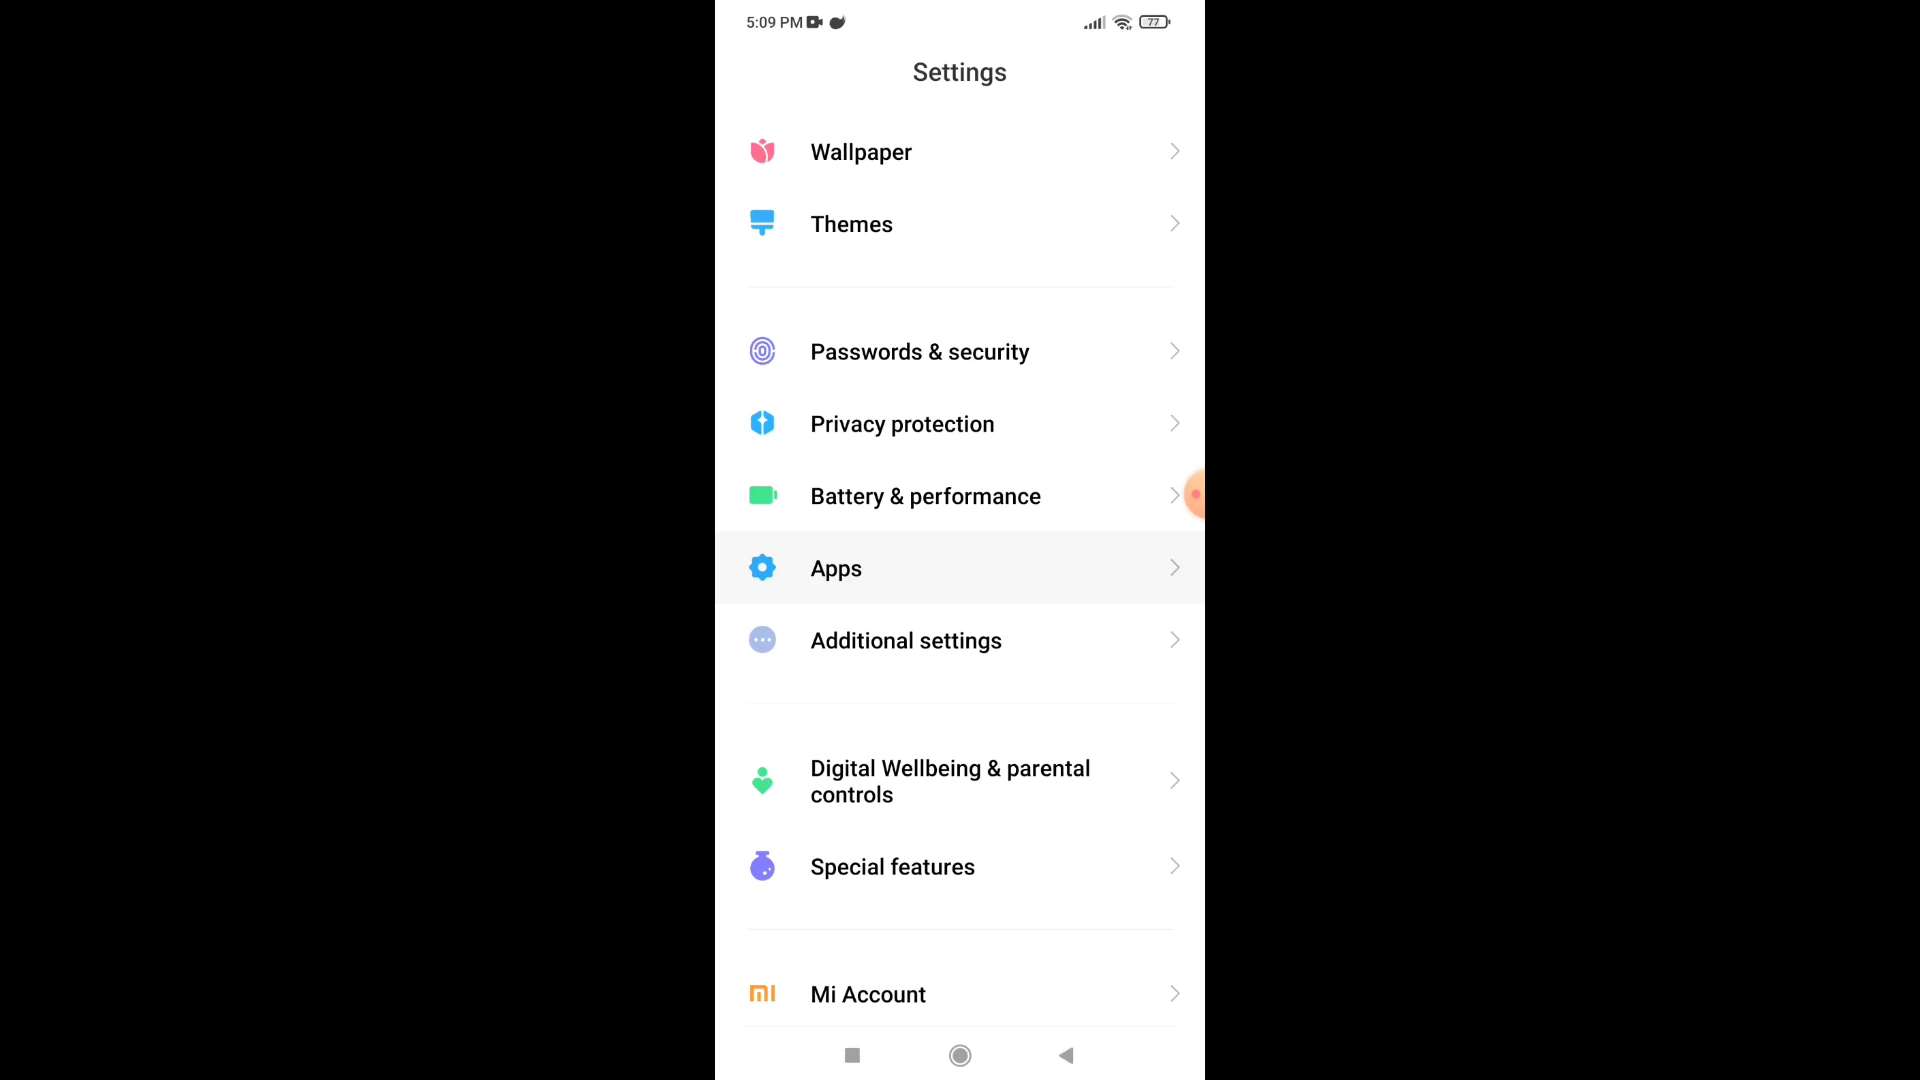 5:09 PM
77
Settings
Wallpaper
Themes
Passwords & security
Privacy protection
Battery & performance
Apps
Additional settings
Digital Wellbeing & parental
controls
Special features
Mi Account